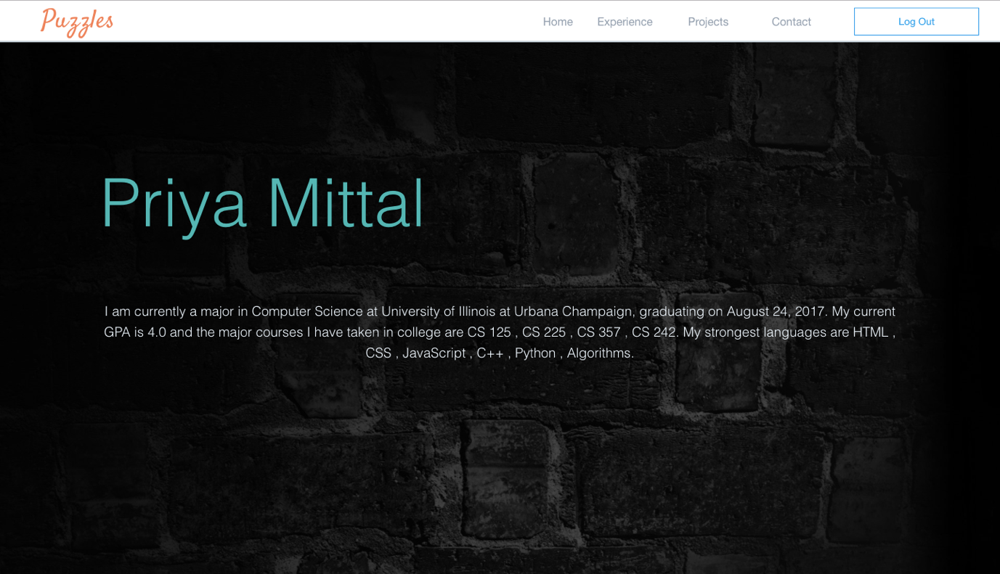 Puzzles
Home Experience Projects Contact Log Out
Priya Mittal
I am currently a major in Computer Science at University of Illinois at Urbana Champaign, graduating on August 24, 2017. My current
GPA is 4.0 and the major courses I have taken in college are CS 125 , CS 225 , CS 357 , CS 242. My strongest languages are HTML ,
CSS , JavaScript , C++ , Python , Algorithms.